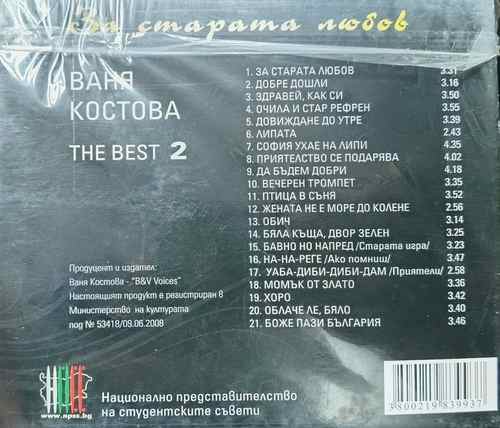 За старата любов
ВАНЯ
КОСТОВА
THE BEST 2
1. ЗА СТАРАТА ЛЮБОВ 3.31
2. ДОБРЕ ДОШЛИ 3.16
3. ЗДРАВЕЙ, КАК СИ 3.50
4. ОЧИЛА И СТАР РЕФРЕН 3.55
5. ДОВИЖДАНЕ ДО УТРЕ 3.39
6. ЛИПАТА 2.43
7. СОФИЯ УХАЕ НА ЛИПИ 4.35
8. ПРИЯТЕЛСТВО СЕ ПОДАРЯВА 4.02
9. ДА БЪДЕМ ДОБРИ 4.18
10. ВЕЧЕРЕН ТРОМПЕТ 3.35
11. ПТИЦА В СЪНЯ 3.52
12. ЖЕНАТА НЕ Е МОРЕ ДО КОЛЕНЕ 2.56
13. ОБИЧ 3.14
14. БЯЛА КЪЩА, ДВОР ЗЕЛЕН 3.25
15. БАВНО НО НАПРЕД /Старата игра/ 3.23
16. НА-НА-РЕГЕ /Ако помниш/ 3.47
17. УАБА-ДИБИ-ДИБИ-ДАМ /Приятели/ 2.58
18. МОМЪК ОТ ЗЛАТО 3.36
19. ХОРО 3.42
20. ОБЛАЧЕ ЛЕ, БЯЛО 3.40
21. БОЖЕ ПАЗИ БЪЛГАРИЯ 3.46
Продуцент и издател:
Ваня Костова - "B&V Voices"
Настоящият продукт е регистриран в
Министерство на културата
под № 53418/09.06.2008
www.npss.bg
Национално представителство
на студентските съвети
3800219839937